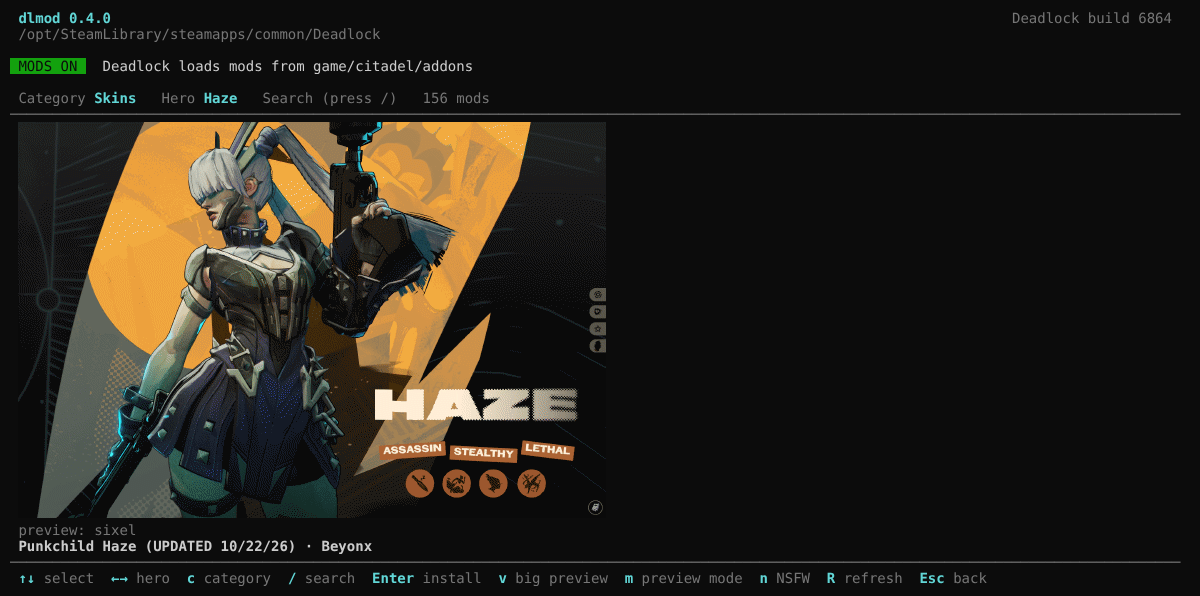 dlmod 0.4.0
Deadlock build 6864
/opt/SteamLibrary/steamapps/common/Deadlock
MODS ON Deadlock loads mods from game/citadel/addons
Category Skins Hero Haze Search (press /) 156 mods
HAZE
ASSASSIN STEALTHY LETHAL
preview: sixel
Punkchild Haze (UPDATED 10/22/26) · Beyonx
↑↓ select ←→ hero c category / search Enter install v big preview m preview mode n NSFW R refresh Esc back